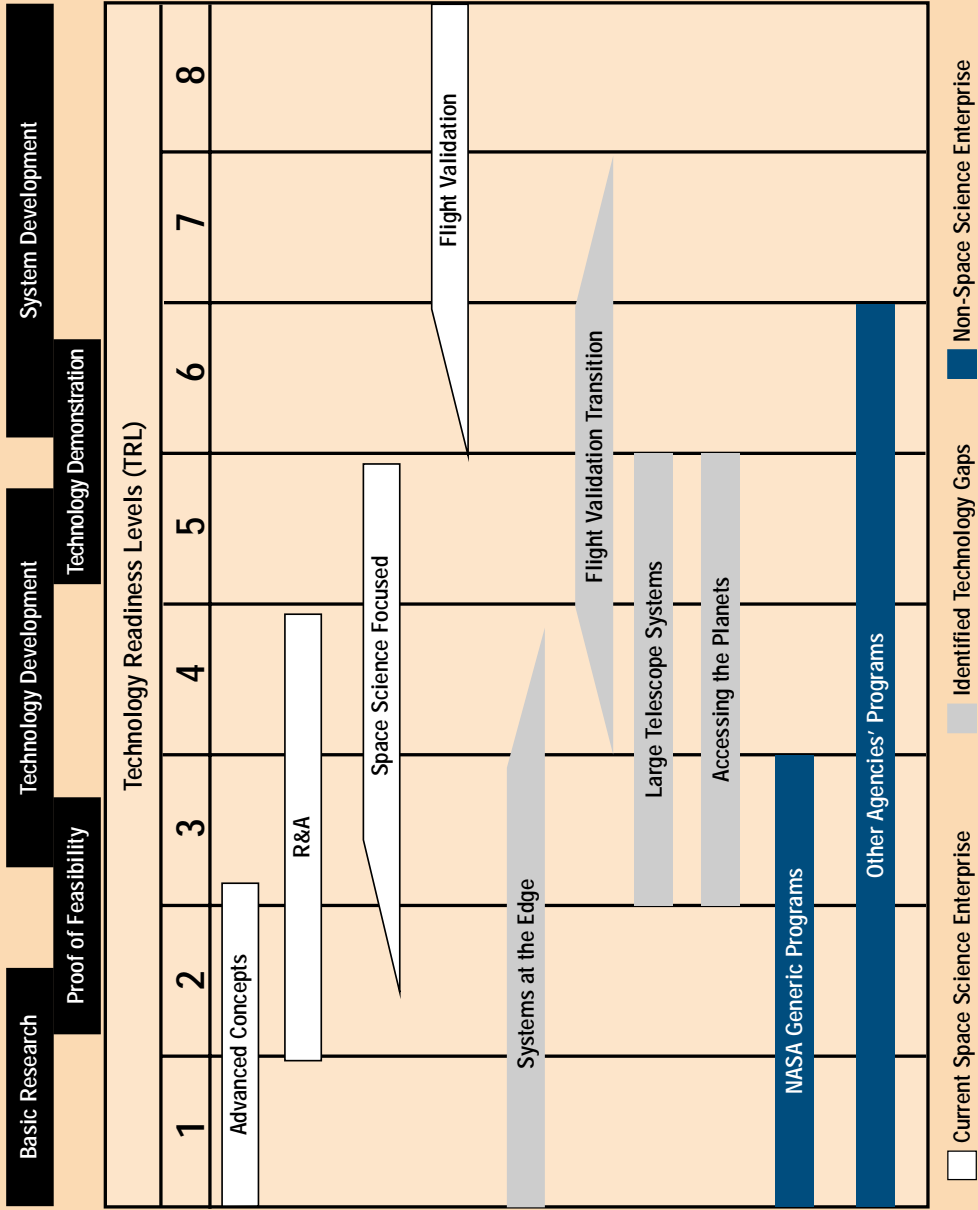 Basic Research
Technology Development
System Development
Proof of Feasibility
Technology Demonstration
Technology Readiness Levels (TRL)
1
2
3
4
5
6
7
8
Advanced Concepts
R&A
Space Science Focused
Flight Validation
Systems at the Edge
Flight Validation Transition
Large Telescope Systems
Accessing the Planets
NASA Generic Programs
Other Agencies’ Programs
Current Space Science Enterprise
Identified Technology Gaps
Non-Space Science Enterprise